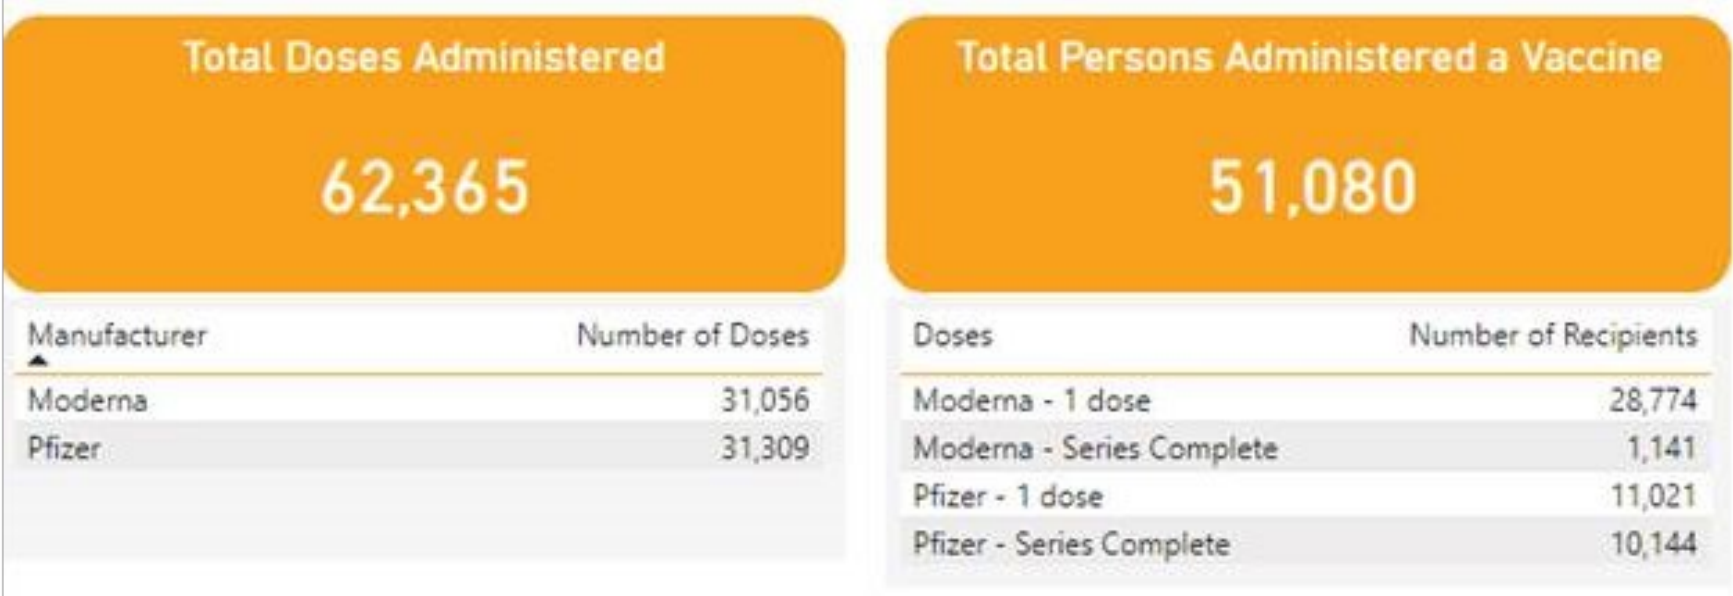 Total Doses Administered
62,365
Manufacturer Number of Doses
Moderna 31,056
Pfizer 31,309
Total Persons Administered a Vaccine
51,080
Doses Number of Recipients
Moderna - 1 dose 28,774
Moderna - Series Complete 1,141
Pfizer - 1 dose 11,021
Pfizer - Series Complete 10,144